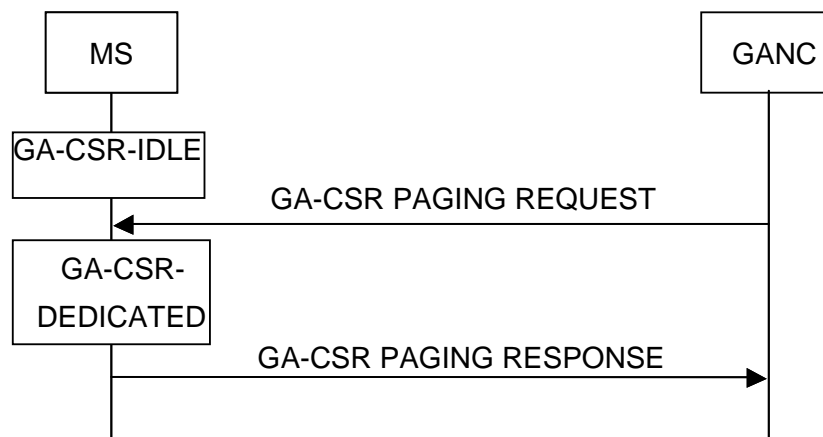 MS
GANC
GA-CSR-IDLE
GA-CSR PAGING REQUEST
GA-CSR-
DEDICATED
GA-CSR PAGING RESPONSE